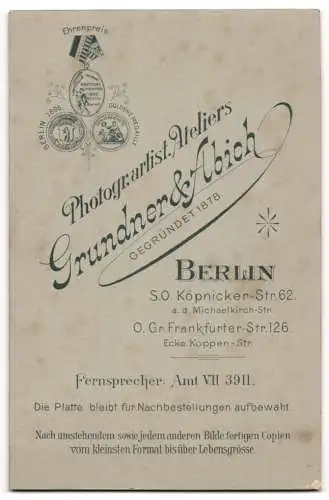 Ehrenpreis
BERLIN 1888.
GOLDENE MEDAILLE
Photogr. artist. Ateliers
Grundner & Abich
GEGRÜNDET 1878.
BERLIN
S.O. Köpnicker-Str. 62.
a. d. Michaelkirch-Str.
O. Gr. Frankfurter-Str. 126.
Ecke Koppen-Str
Fernsprecher: Amt VII 3911.
Die Platte bleibt für Nachbestellungen aufbewahrt.
Nach umstehendem sowie jedem anderen Bilde fertigen Copien
vom kleinsten Format bis über Lebensgrösse.